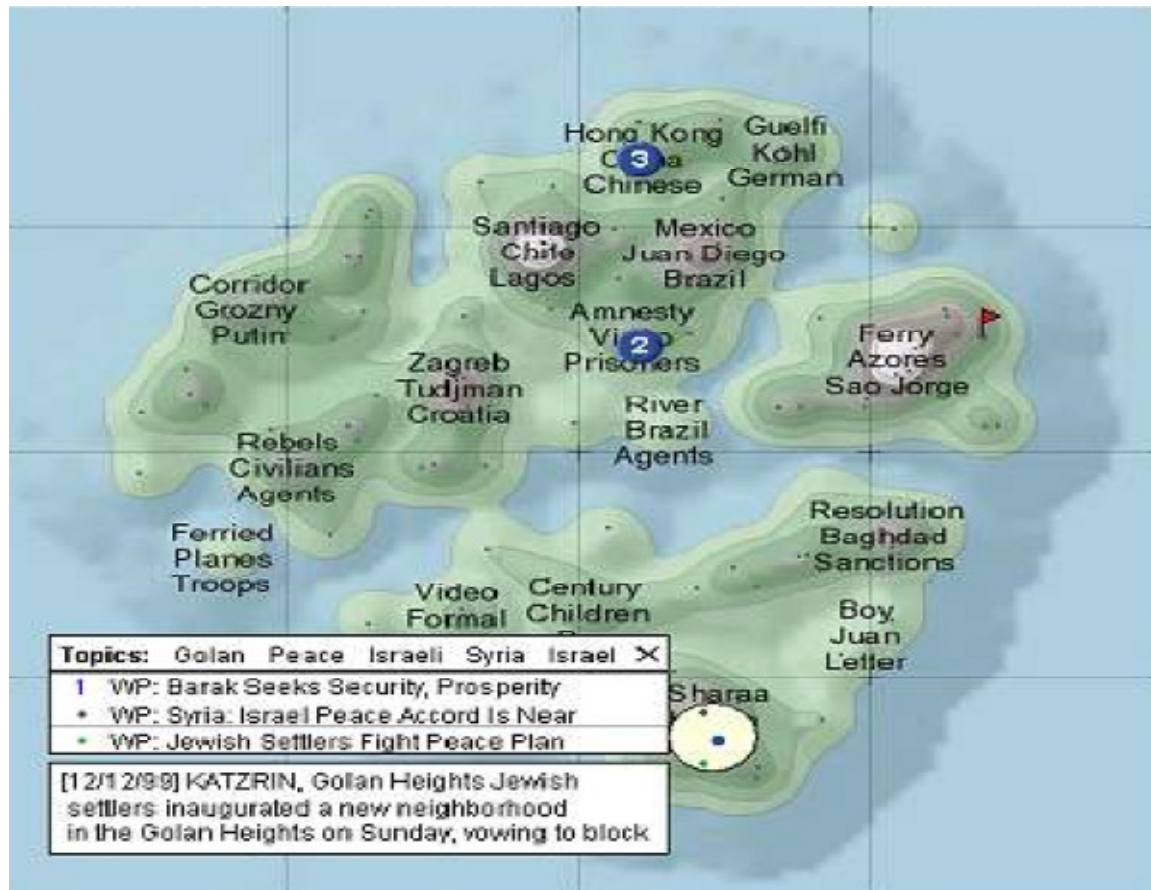 Hong Kong
3
Chinese
Guelfi
Kohl
German
Santiago
Chile
Lagos
Mexico
Juan Diego
Brazil
Corridor
Grozny
Putin
Amnesty
2
Prisoners
Ferry
Azores
Sao Jorge
Zagreb
Tudjman
Croatia
River
Brazil
Agents
Rebels
Civilians
Agents
Ferried
Planes
Troops
Resolution
Baghdad
Sanctions
Video
Formal
Century
Children
Boy
Juan
Letter
Sharaa
Topics: Golan Peace Israeli Syria Israel X
1 WP: Barak Seeks Security, Prosperity
• WP: Syria: Israel Peace Accord Is Near
• WP: Jewish Settlers Fight Peace Plan
[12/12/99] KATZRIN, Golan Heights Jewish
settlers inaugurated a new neighborhood
in the Golan Heights on Sunday, vowing to block